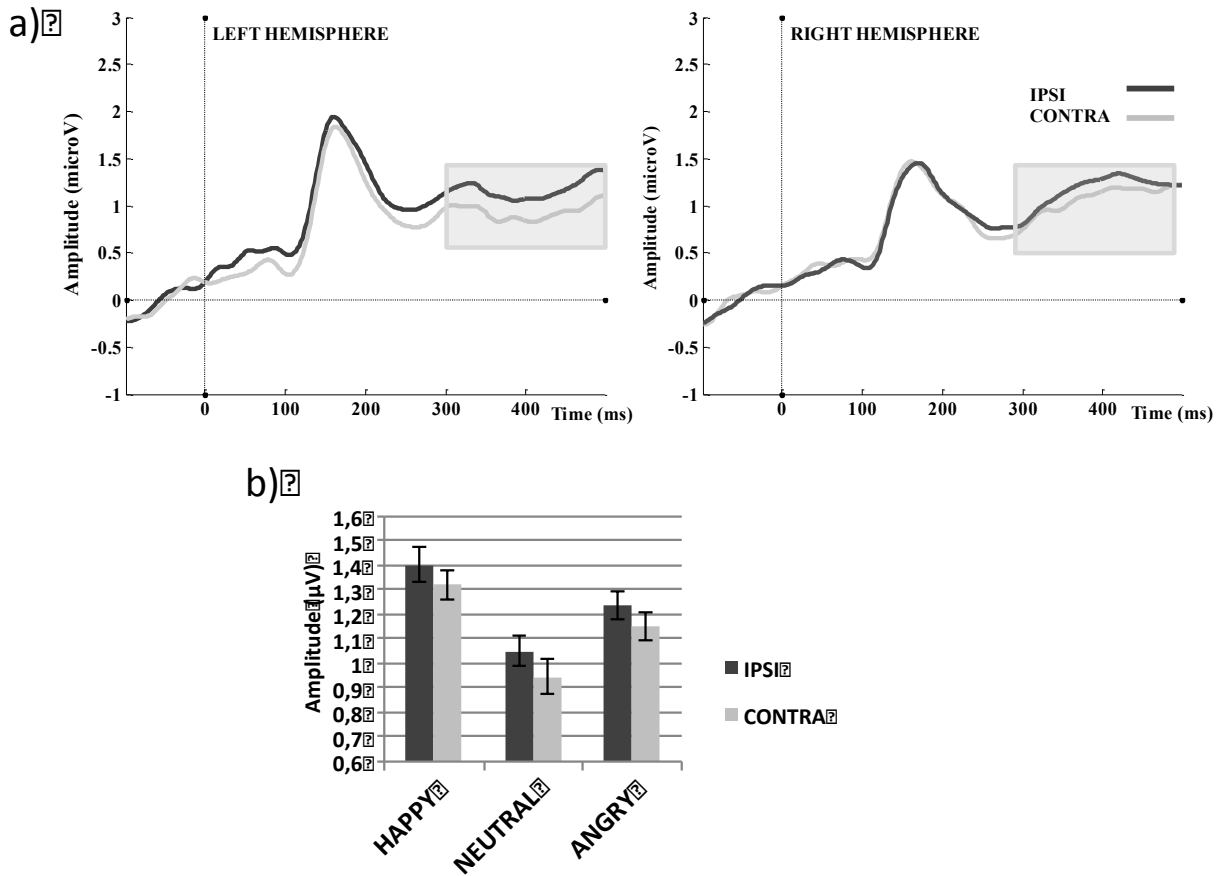 a)
LEFT HEMISPHERE
3
2.5
2
1.5
1
0.5
0
-0.5
-1
Amplitude (microV)
0 100 200 300 400 Time (ms)
RIGHT HEMISPHERE
IPSI
CONTRA
3
2.5
2
1.5
1
0.5
0
-0.5
-1
Amplitude (microV)
0 100 200 300 400 Time (ms)
b)
Amplitude (µV)
1,6
1,5
1,4
1,3
1,2
1,1
1
0,9
0,8
0,7
0,6
HAPPY
NEUTRAL
ANGRY
IPSI
CONTRA